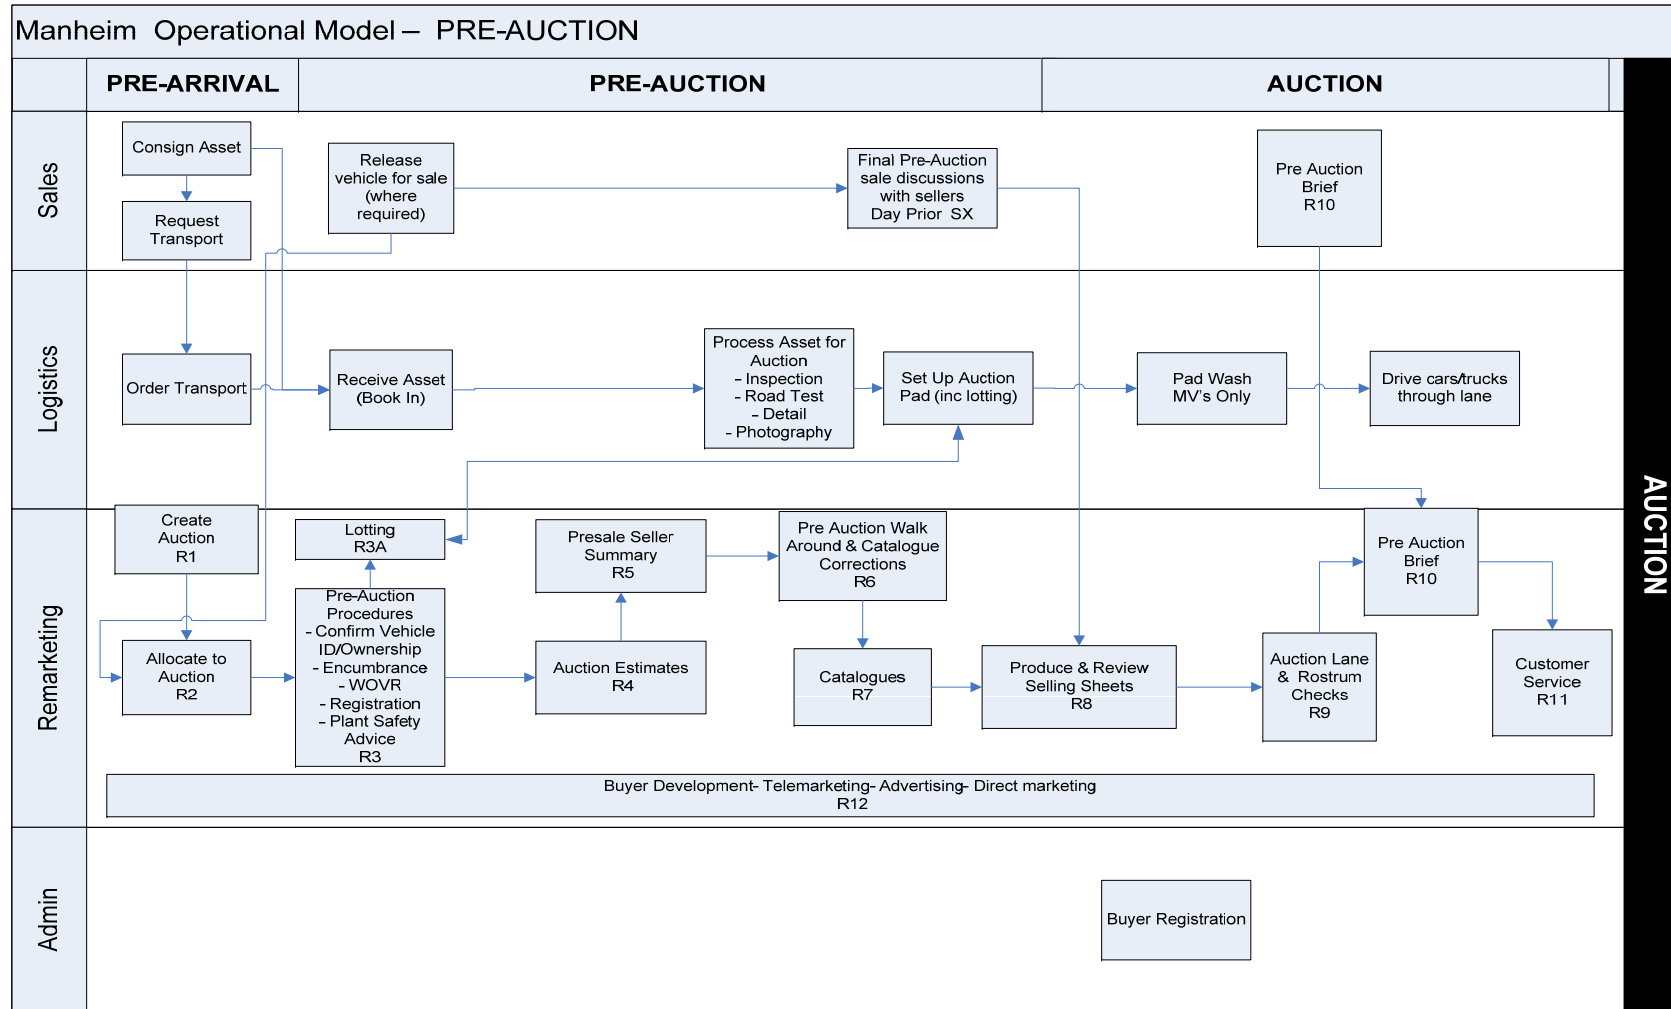 Manheim  Operational Model –  PRE-AUCTION
PRE-ARRIVAL
PRE-AUCTION
AUCTION
Sales
Consign Asset
Request
Transport
Release
vehicle for sale
(where
required)
Final Pre-Auction
sale discussions
with sellers
Day Prior  SX
Pre Auction
Brief
R10
Logistics
Order Transport
Receive Asset
(Book In)
Process Asset for
Auction
– Inspection
– Road Test
– Detail
– Photography
Set Up Auction
Pad (inc lotting)
Pad Wash
MV's Only
Drive cars/trucks
through lane
Remarketing
Create
Auction
R1
Allocate to
Auction
R2
Lotting
R3A
Pre-Auction
Procedures
– Confirm Vehicle
ID/Ownership
– Encumbrance
– WOVR
– Registration
– Plant Safety
Advice
R3
Presale Seller
Summary
R5
Auction Estimates
R4
Pre Auction Walk
Around & Catalogue
Corrections
R6
Catalogues
R7
Produce & Review
Selling Sheets
R8
Auction Lane
&  Rostrum
Checks
R9
Pre Auction
Brief
R10
Customer
Service
R11
Buyer Development- Telemarketing- Advertising- Direct marketing
R12
Admin
Buyer Registration
AUCTION